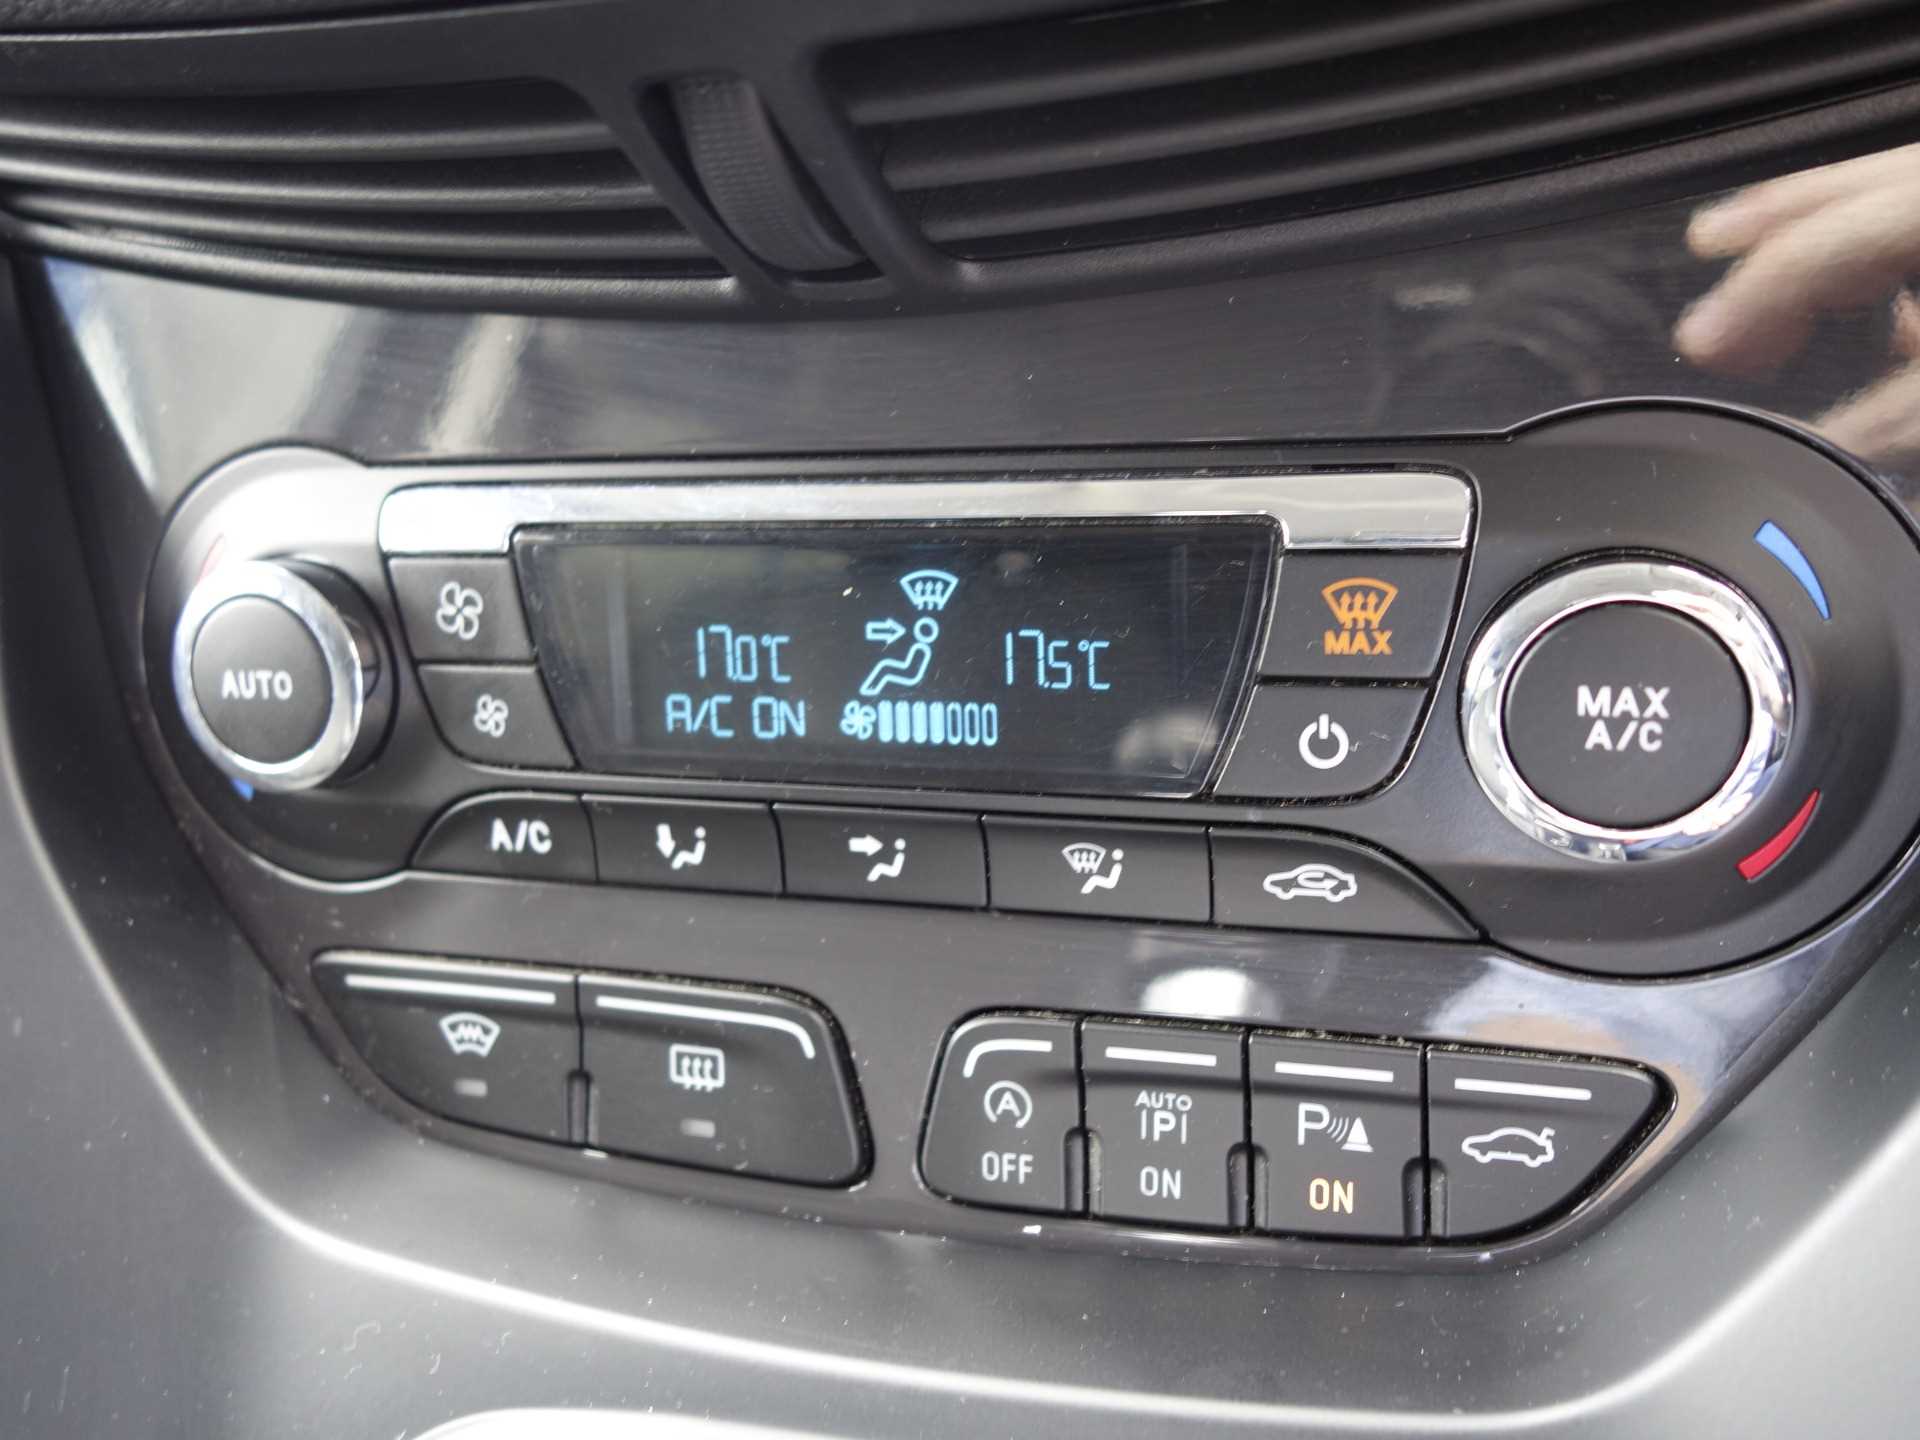 AUTO
17.0°C
17.5°C
A/C ON
MAX
MAX
A/C
A/C
OFF
AUTO
P
ON
P
ON